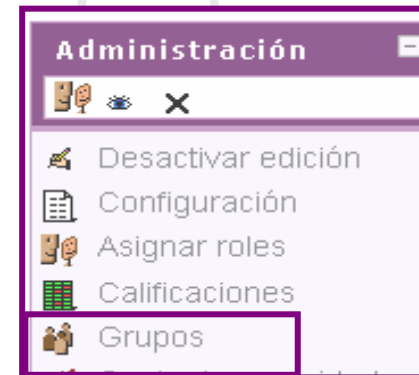 Administración
Desactivar edición
Configuración
Asignar roles
Calificaciones
Grupos